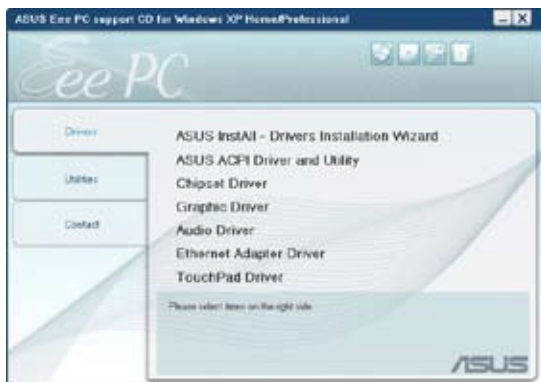 ASUS Eee PC support CD for Windows XP Home/Professional
Eee PC
Drivers
Utilities
Contact
ASUS InstAll - Drivers Installation Wizard
ASUS ACPI Driver and Utility
Chipset Driver
Graphic Driver
Audio Driver
Ethernet Adapter Driver
TouchPad Driver
Please select items on the right side.
ASUS